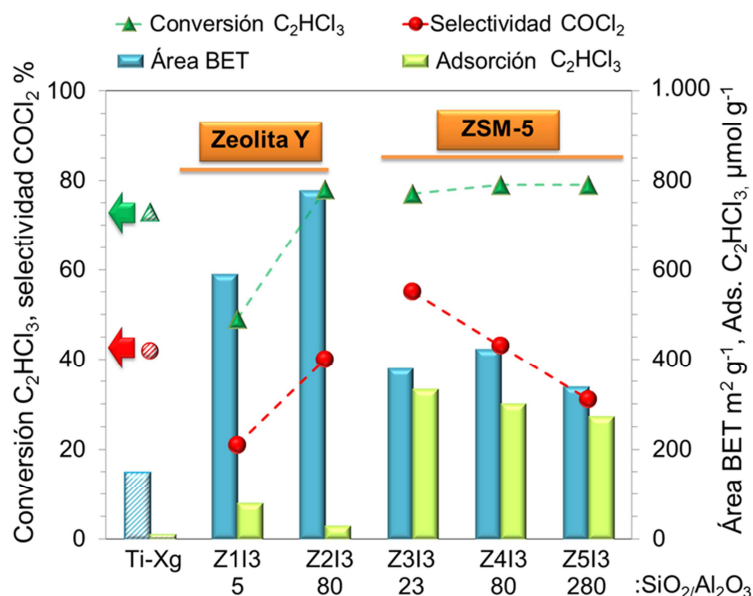 Conversión C₂HCl₃
Selectividad COCl₂
Área BET
Adsorción C₂HCl₃
Conversión C₂HCl₃, selectividad COCl₂ %
100
80
60
40
20
0
Zeolita Y
ZSM-5
1.000
800
600
400
200
0
Área BET m² g⁻¹, Ads. C₂HCl₃, µmol g⁻¹
Ti-Xg Z1I3 Z2I3 Z3I3 Z4I3 Z5I3
5 80 23 80 280 :SiO₂/Al₂O₃